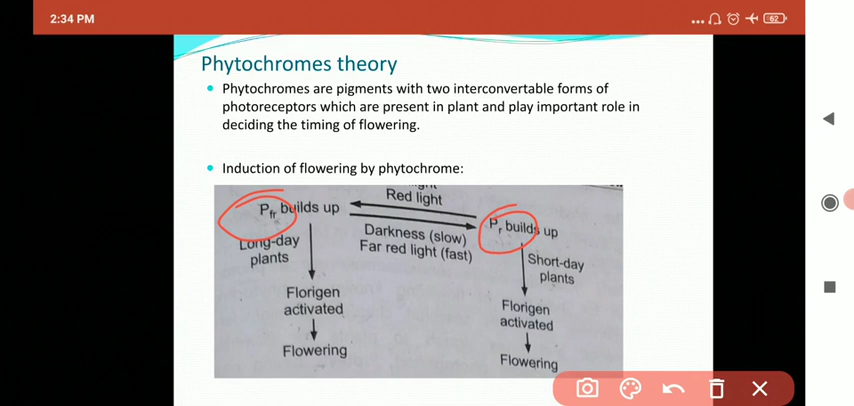 2:34 PM
62
Phytochromes theory
Phytochromes are pigments with two interconvertable forms of
photoreceptors which are present in plant and play important role in
deciding the timing of flowering.
Induction of flowering by phytochrome:
Red light
Pfr builds up
Darkness (slow)
Far red light (fast)
Pr builds up
Long-day
plants
Short-day
plants
Florigen
activated
Florigen
activated
Flowering
Flowering